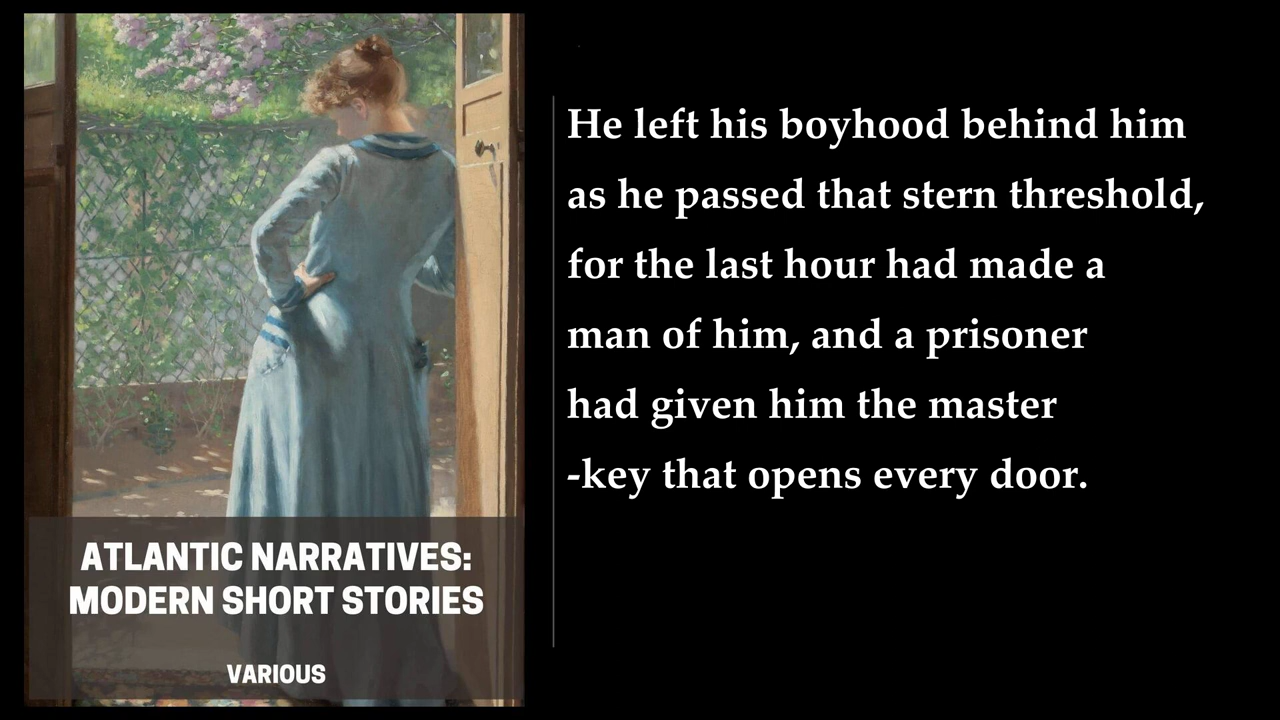 He left his boyhood behind him
as he passed that stern threshold,
for the last hour had made a
man of him, and a prisoner
had given him the master
-key that opens every door.
ATLANTIC NARRATIVES:
MODERN SHORT STORIES
VARIOUS